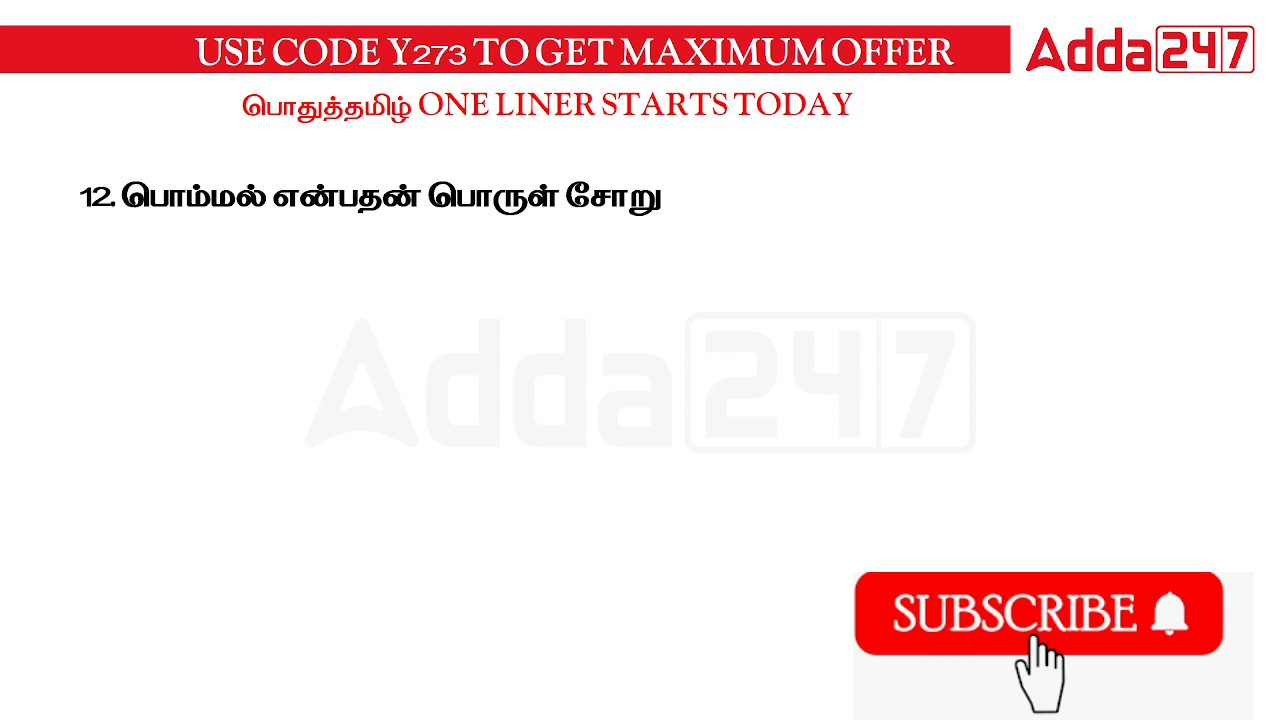 USE CODE Y273 TO GET MAXIMUM OFFER
Adda247
பொதுத்தமிழ் ONE LINER STARTS TODAY
12. பொம்மல் என்பதன் பொருள் சோறு
Adda247
SUBSCRIBE